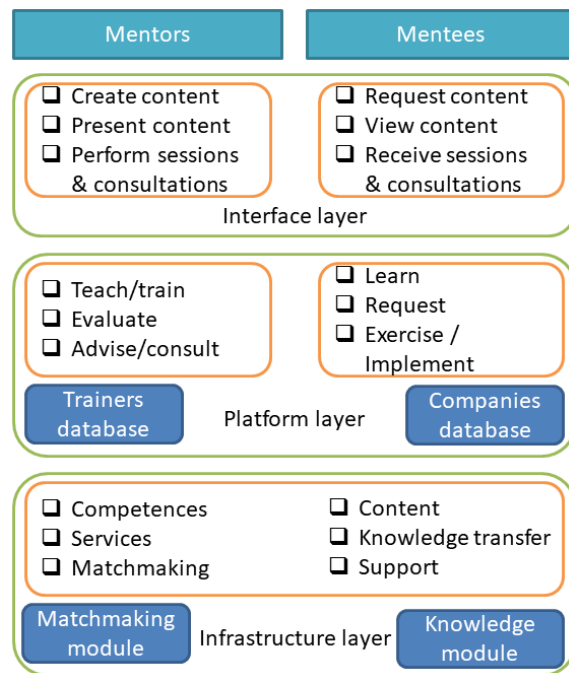 Mentors
Mentees
❑ Create content
❑ Present content
❑ Perform sessions
& consultations
❑ Request content
❑ View content
❑ Receive sessions
& consultations
Interface layer
❑ Teach/train
❑ Evaluate
❑ Advise/consult
❑ Learn
❑ Request
❑ Exercise /
Implement
Trainers
database
Platform layer
Companies
database
❑ Competences
❑ Services
❑ Matchmaking
❑ Content
❑ Knowledge transfer
❑ Support
Matchmaking
module
Infrastructure layer
Knowledge
module